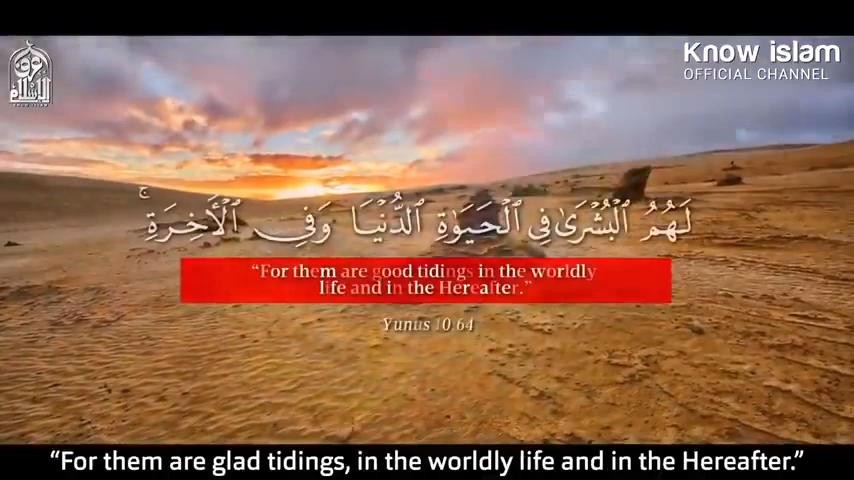 Know islam
OFFICIAL CHANNEL
لَهُمُ الْبُشْرَىٰ فِي الْحَيَوٰةِ الدُّنْيَا وَفِي الْآخِرَةِ ۚ
“For them are good tidings in the worldly
life and in the Hereafter.”
Yunus 10:64
“For them are glad tidings, in the worldly life and in the Hereafter.”